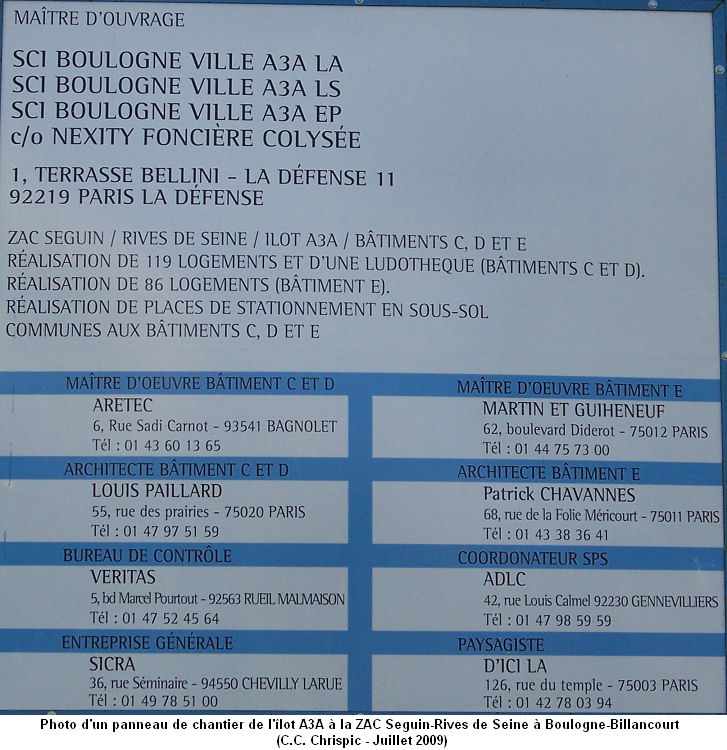 MAÎTRE D'OUVRAGE
SCI BOULOGNE VILLE A3A LA
SCI BOULOGNE VILLE A3A LS
SCI BOULOGNE VILLE A3A EP
c/o NEXITY FONCIÈRE COLYSÉE
1, TERRASSE BELLINI – LA DÉFENSE 11
92219 PARIS LA DÉFENSE
ZAC SEGUIN / RIVES DE SEINE / ILOT A3A / BÂTIMENTS C, D ET E
RÉALISATION DE 119 LOGEMENTS ET D'UNE LUDOTHEQUE (BÂTIMENTS C ET D).
RÉALISATION DE 86 LOGEMENTS (BÂTIMENT E).
RÉALISATION DE PLACES DE STATIONNEMENT EN SOUS-SOL
COMMUNES AUX BÂTIMENTS C, D ET E
MAÎTRE D'OEUVRE BÂTIMENT C ET D
ARETEC
6, Rue Sadi Carnot - 93541 BAGNOLET
Tél : 01 43 60 13 65
MAÎTRE D'OEUVRE BÂTIMENT E
MARTIN ET GUIHENEUF
62, boulevard Diderot - 75012 PARIS
Tél : 01 44 75 73 00
ARCHITECTE BÂTIMENT C ET D
LOUIS PAILLARD
55, rue des prairies - 75020 PARIS
Tél : 01 47 97 51 59
ARCHITECTE BÂTIMENT E
Patrick CHAVANNES
68, rue de la Folie Méricourt - 75011 PARIS
Tél : 01 43 38 36 41
BUREAU DE CONTRÔLE
VERITAS
5, bd Marcel Pourtout - 92563 RUEIL MALMAISON
Tél : 01 47 52 45 64
COORDONATEUR SPS
ADLC
42, rue Louis Calmel 92230 GENNEVILLIERS
Tél : 01 47 98 59 59
ENTREPRISE GÉNÉRALE
SICRA
36, rue Séminaire - 94550 CHEVILLY LARUE
Tél : 01 49 78 51 00
PAYSAGISTE
D'ICI LA
126, rue du temple - 75003 PARIS
Tél : 01 42 78 03 94
Photo d'un panneau de chantier de l'ilot A3A à la ZAC Seguin-Rives de Seine à Boulogne-Billancourt
(C.C. Chrispic - Juillet 2009)